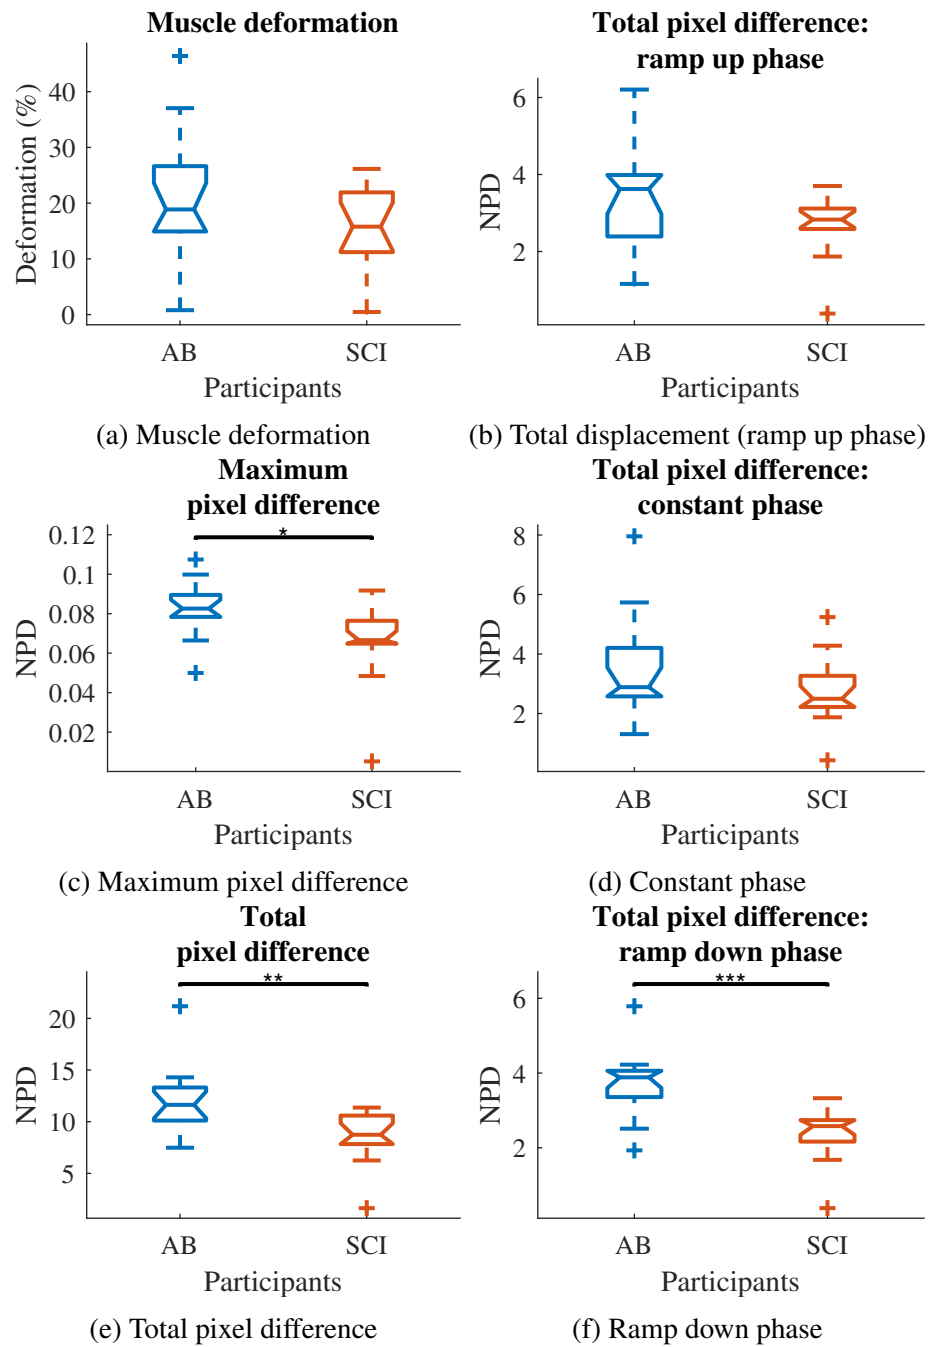 Muscle deformation
Deformation (%)
40
30
20
10
0
AB SCI
Participants
(a) Muscle deformation
Total pixel difference:
ramp up phase
NPD
6
4
2
AB SCI
(b) Total displacement (ramp up phase)
Maximum
pixel difference
*
NPD
0.12
0.1
0.08
0.06
0.04
0.02
AB SCI
Participants
(c) Maximum pixel difference
Total pixel difference:
constant phase
NPD
8
6
4
2
AB SCI
Participants
(d) Constant phase
Total
pixel difference
**
NPD
20
15
10
5
AB SCI
Participants
(e) Total pixel difference
Total pixel difference:
ramp down phase
***
NPD
6
4
2
AB SCI
Participants
(f) Ramp down phase